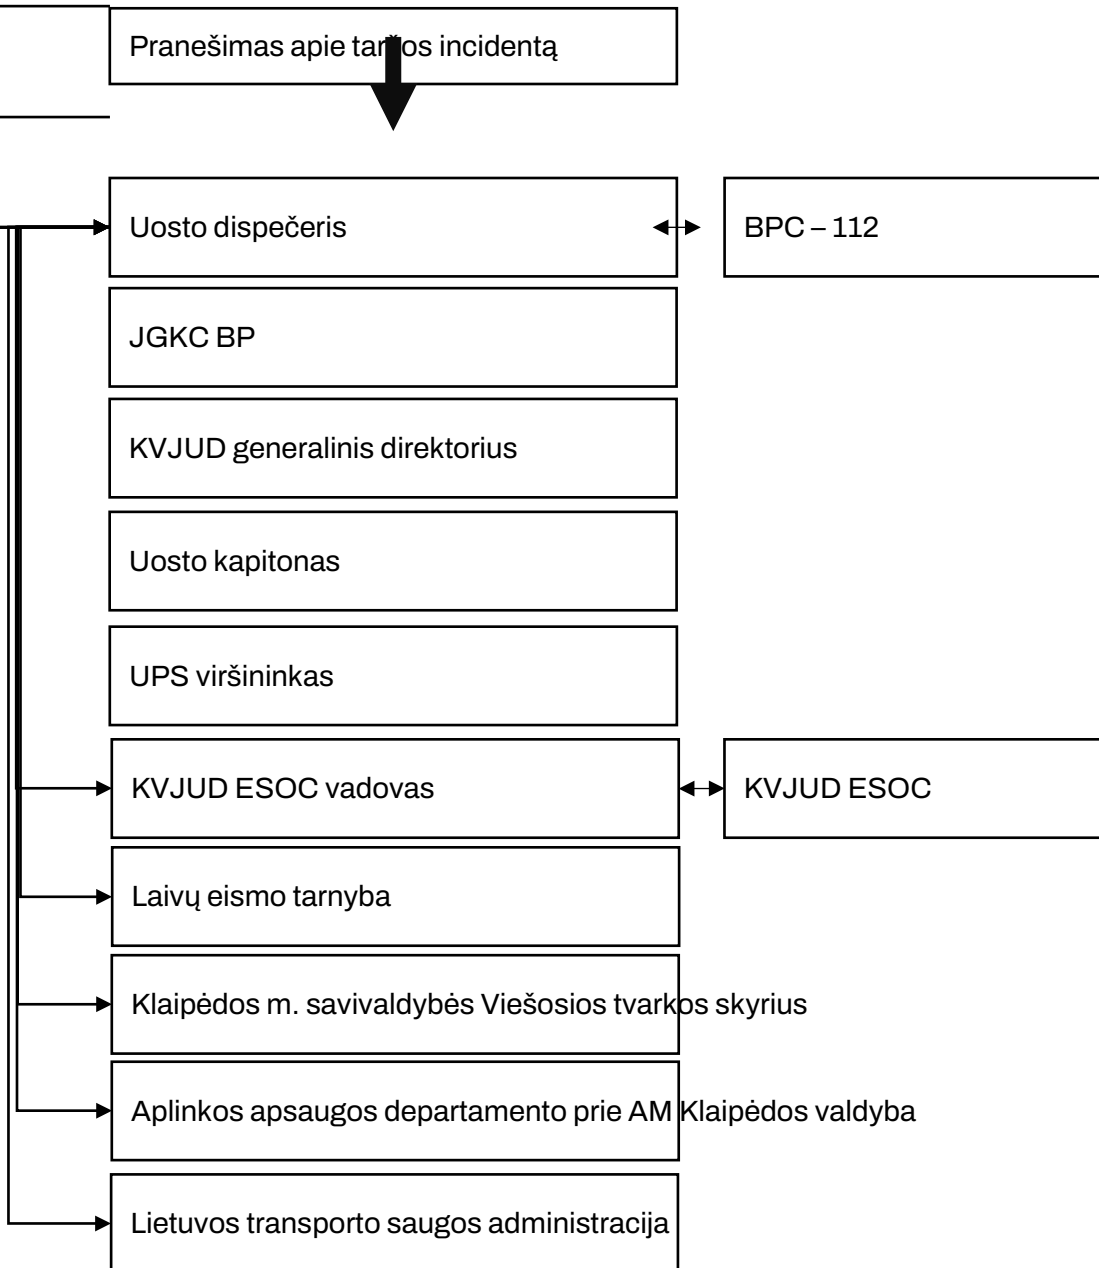 Pranešimas apie taršos incidentą
Uosto dispečeris
BPC – 112
JGKC BP
KVJUD generalinis direktorius
Uosto kapitonas
UPS viršininkas
KVJUD ESOC vadovas
KVJUD ESOC
Laivų eismo tarnyba
Klaipėdos m. savivaldybės Viešosios tvarkos skyrius
Aplinkos apsaugos departamento prie AM Klaipėdos valdyba
Lietuvos transporto saugos administracija